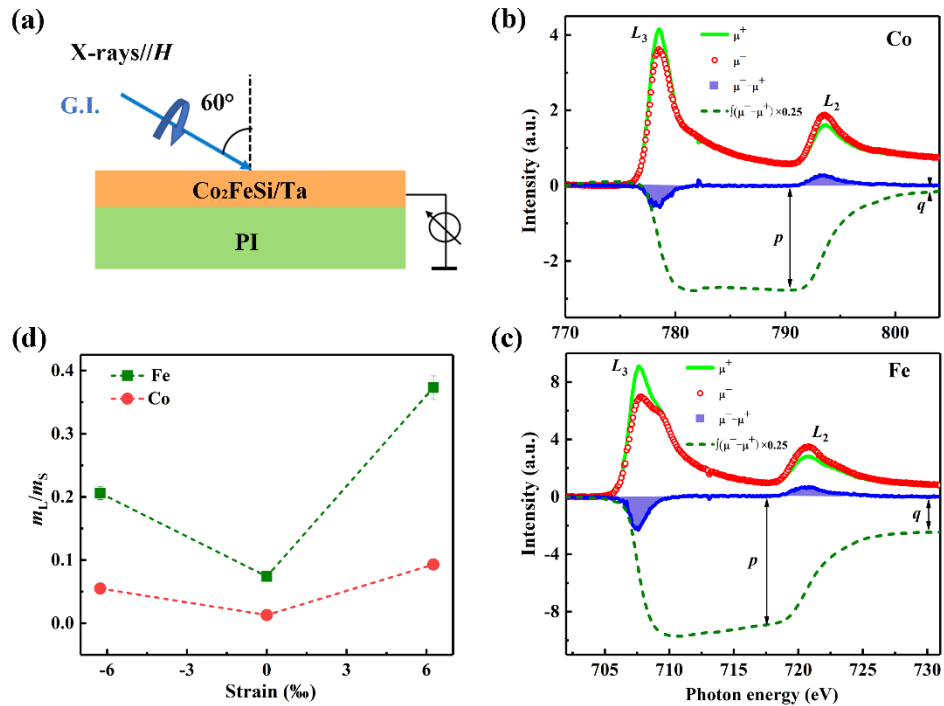 (a)
X-rays//H
G.I.
60°
Co₂FeSi/Ta
PI
(b)
Co
L₃
L₂
μ⁺
μ⁻
μ⁻-μ⁺
∫(μ⁻-μ⁺)×0.25
p
q
Intensity (a.u.)
4
2
0
-2
770
780
790
800
(c)
Fe
L₃
L₂
μ⁺
μ⁻
μ⁻-μ⁺
∫(μ⁻-μ⁺)×0.25
p
q
Intensity (a.u.)
8
4
0
-4
-8
705
710
715
720
725
730
Photon energy (eV)
(d)
Fe
Co
mL/mS
0.4
0.3
0.2
0.1
0.0
-6
-3
0
3
6
Strain (‰)